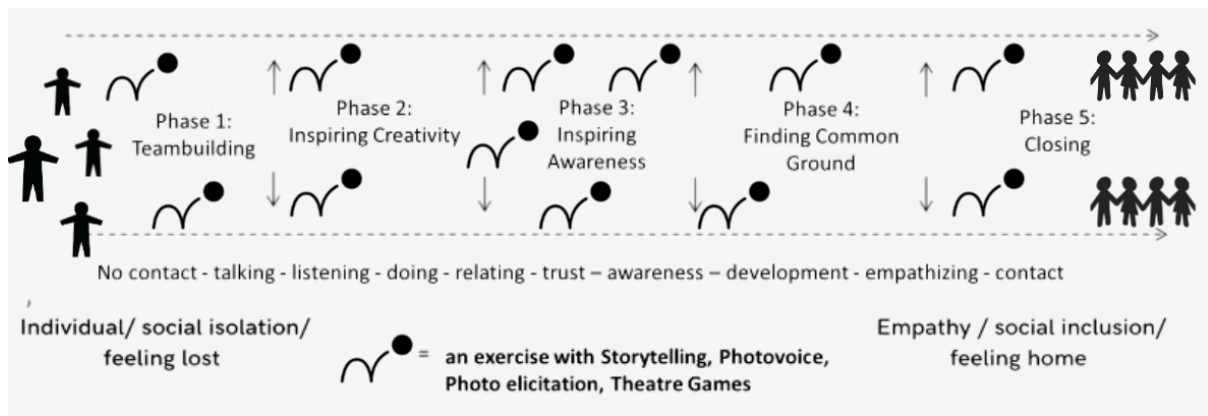 Phase 1:
Teambuilding
Phase 2:
Inspiring Creativity
Phase 3:
Inspiring
Awareness
Phase 4:
Finding Common
Ground
Phase 5:
Closing
No contact - talking - listening - doing - relating - trust – awareness – development - empathizing - contact
,
Individual/ social isolation/
feeling lost
= an exercise with Storytelling, Photovoice,
Photo elicitation, Theatre Games
Empathy / social inclusion/
feeling home